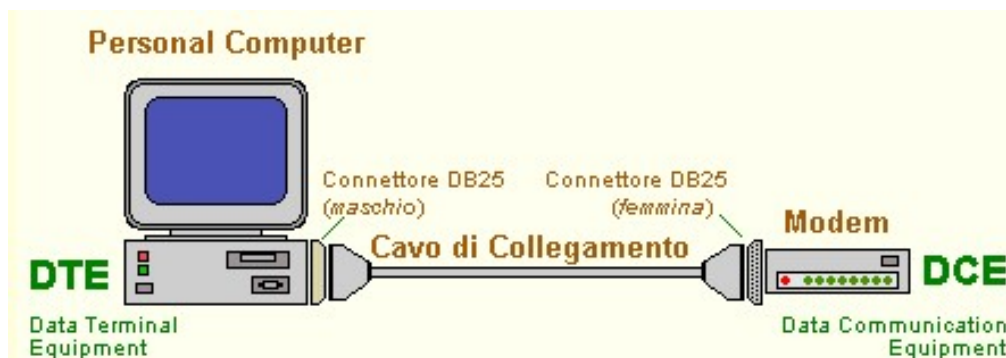 Personal Computer
Connettore DB25
(maschio)
Connettore DB25
(femmina)
Modem
Cavo di Collegamento
DTE
DCE
Data Terminal
Equipment
Data Communication
Equipment